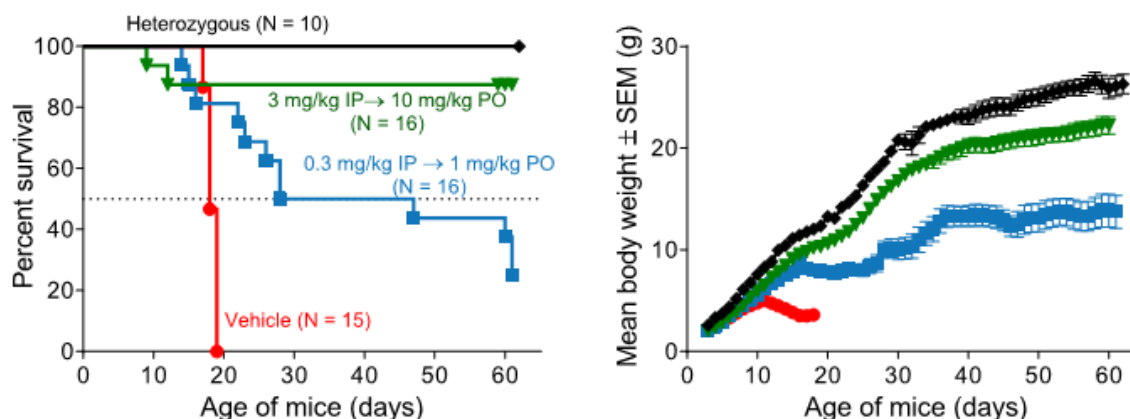 Heterozygous (N = 10)
100
80
60
40
20
0
Percent survival
3 mg/kg IP→ 10 mg/kg PO
(N = 16)
0.3 mg/kg IP → 1 mg/kg PO
(N = 16)
Vehicle (N = 15)
0 10 20 30 40 50 60
Age of mice (days)
30
20
10
0
Mean body weight ± SEM (g)
0 10 20 30 40 50 60
Age of mice (days)